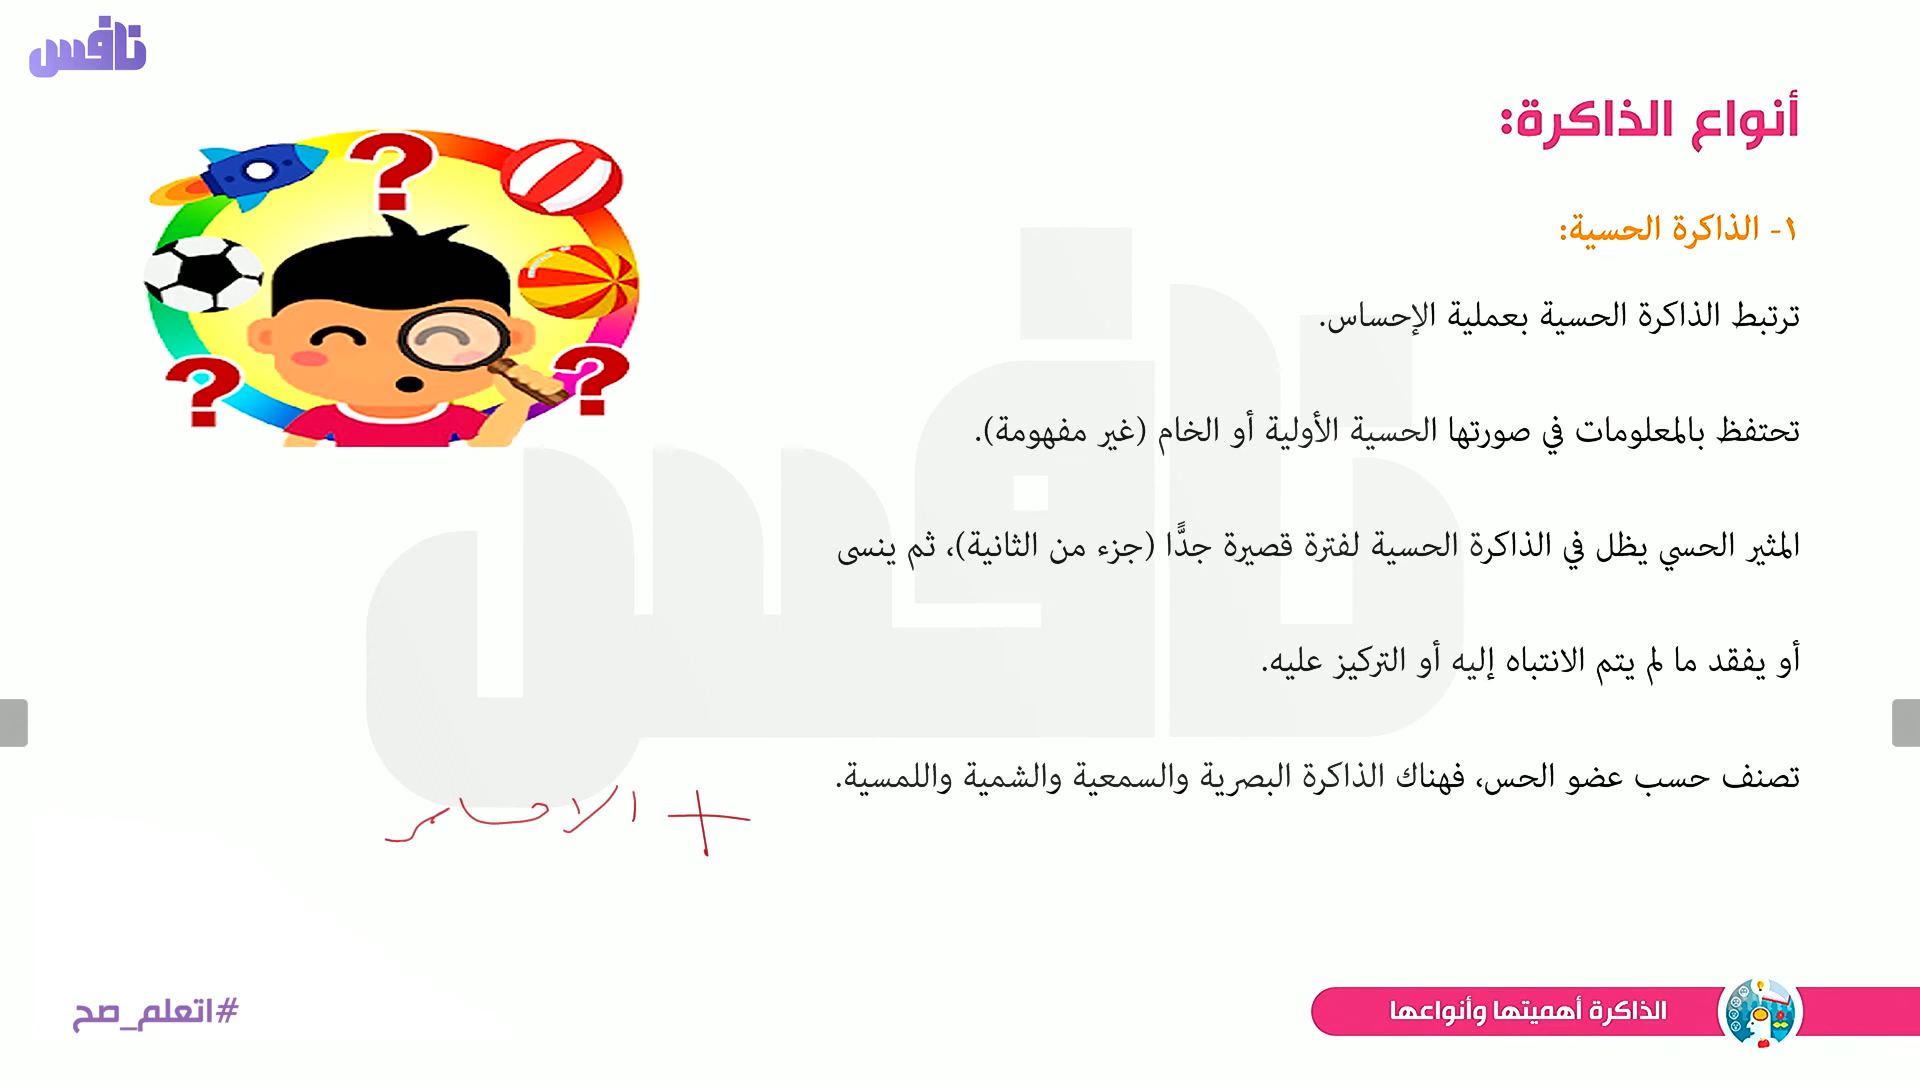 نافس
أنواع الذاكرة:
١- الذاكرة الحسية:
ترتبط الذاكرة الحسية بعملية الإحساس.
تحتفظ بالمعلومات في صورتها الحسية الأولية أو الخام (غير مفهومة).
المثير الحسي يظل في الذاكرة الحسية لفترة قصيرة جدًّا (جزء من الثانية)، ثم ينسى
أو يفقد ما لم يتم الانتباه إليه أو التركيز عليه.
تصنف حسب عضو الحس، فهناك الذاكرة البصرية والسمعية والشمية واللمسية.
+
الذاكرة أهميتها وأنواعها
#اتعلم_صح